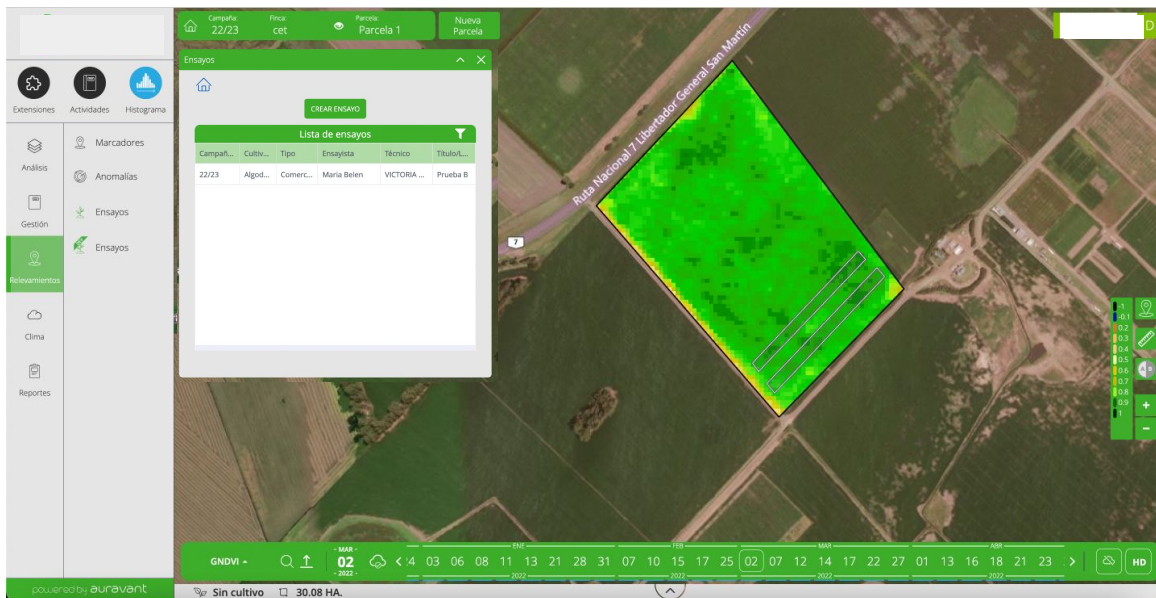 Campaña:
22/23
Finca:
cet
Parcela:
Parcela 1
Nueva
Parcela
D
Extensiones
Actividades
Histograma
Análisis
Gestión
Relevamientos
Clima
Reportes
Marcadores
Anomalías
Ensayos
Ensayos
Ensayos
CREAR ENSAYO
Lista de ensayos
Campañ... Cultiv... Tipo Ensayista Técnico Título/L...
22/23 Algod... Comerc... Maria Belen VICTORIA ... Prueba B
Ruta Nacional 7 Libertador General San Martín
7
-1
-0.1
0.2
0.3
0.4
0.5
0.6
0.7
0.8
0.9
1
A B
+
−
GNDVI
- MAR -
02
- 2022 -
ENE FEB MAR ABR
03 06 08 11 13 21 28 31 07 10 15 17 25 02 07 12 14 17 22 27 01 13 16 18 21 23
2022 2022 2022 2022
HD
powered by auravant
Sin cultivo 30.08 HA.